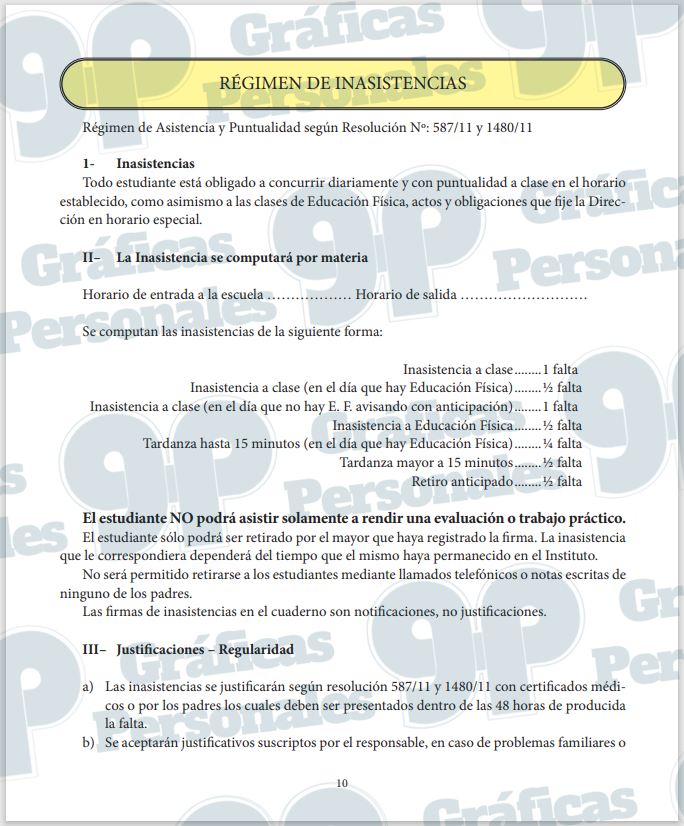 RÉGIMEN DE INASISTENCIAS
Régimen de Asistencia y Puntualidad según Resolución Nº: 587/11 y 1480/11
1- Inasistencias
Todo estudiante está obligado a concurrir diariamente y con puntualidad a clase en el horario
establecido, como asimismo a las clases de Educación Física, actos y obligaciones que fije la Direc-
ción en horario especial.
II– La Inasistencia se computará por materia
Horario de entrada a la escuela .................. Horario de salida ............................
Se computan las inasistencias de la siguiente forma:
Inasistencia a clase........1 falta
Inasistencia a clase (en el día que hay Educación Física)........½ falta
Inasistencia a clase (en el día que no hay E. F. avisando con anticipación)........1 falta
Inasistencia a Educación Física........½ falta
Tardanza hasta 15 minutos (en el día que hay Educación Física)........¼ falta
Tardanza mayor a 15 minutos........½ falta
Retiro anticipado........½ falta
El estudiante NO podrá asistir solamente a rendir una evaluación o trabajo práctico.
El estudiante sólo podrá ser retirado por el mayor que haya registrado la firma. La inasistencia
que le correspondiera dependerá del tiempo que el mismo haya permanecido en el Instituto.
No será permitido retirarse a los estudiantes mediante llamados telefónicos o notas escritas de
ninguno de los padres.
Las firmas de inasistencias en el cuaderno son notificaciones, no justificaciones.
III– Justificaciones – Regularidad
a) Las inasistencias se justificarán según resolución 587/11 y 1480/11 con certificados médi-
cos o por los padres los cuales deben ser presentados dentro de las 48 horas de producida
la falta.
b) Se aceptarán justificativos suscriptos por el responsable, en caso de problemas familiares o
10
gp Gráficas Personales